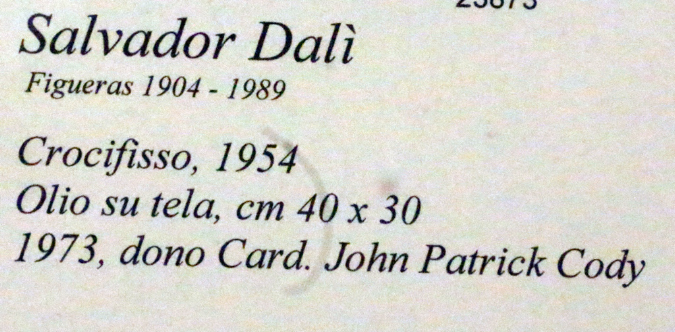 Salvador Dalì
Figueras 1904 - 1989
Crocifisso, 1954
Olio su tela, cm 40 x 30
1973, dono Card. John Patrick Cody